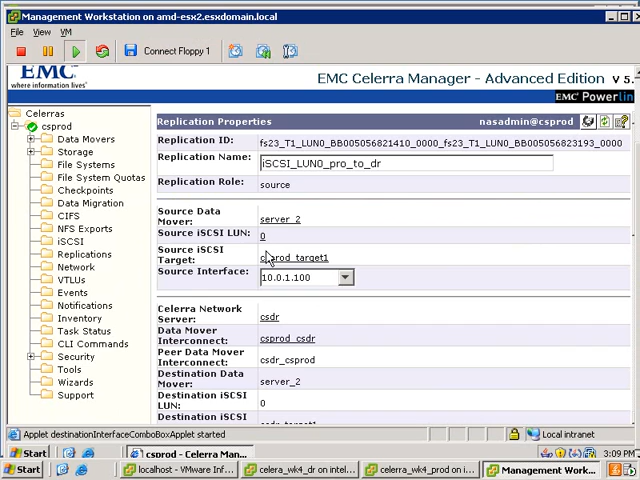 Management Workstation on amd-esx2.esxdomain.local
File View VM
Connect Floppy 1
EMC
where information lives
EMC Celerra Manager - Advanced Edition v 5.
EMC Powerlin
Celerras
csprod
Data Movers
Storage
File Systems
File System Quotas
Checkpoints
Data Migration
CIFS
NFS Exports
iSCSI
Replications
Network
VTLUs
Events
Notifications
Inventory
Task Status
CLI Commands
Security
Tools
Wizards
Support
Replication Properties nasadmin@csprod
Replication ID: fs23_T1_LUN0_BB005056821410_0000_fs23_T1_LUN0_BB005056823193_0000
Replication Name: iSCSI_LUN0_pro_to_dr
Replication Role: source
Source Data
Mover: server_2
Source iSCSI LUN: 0
Source iSCSI
Target: csprod_target1
Source Interface: 10.0.1.100
Celerra Network
Server: csdr
Data Mover
Interconnect: csprod_csdr
Peer Data Mover
Interconnect: csdr_csprod
Destination Data
Mover: server_2
Destination iSCSI
LUN: 0
Destination iSCSI
csdr_target1
Applet destinationInterfaceComboBoxApplet started Local intranet
Start csprod - Celerra Man... 3:09 PM
Start localhost - VMware Inf... celerra_wk4_dr on intel... celerra_wk4_prod on i... Management Work...